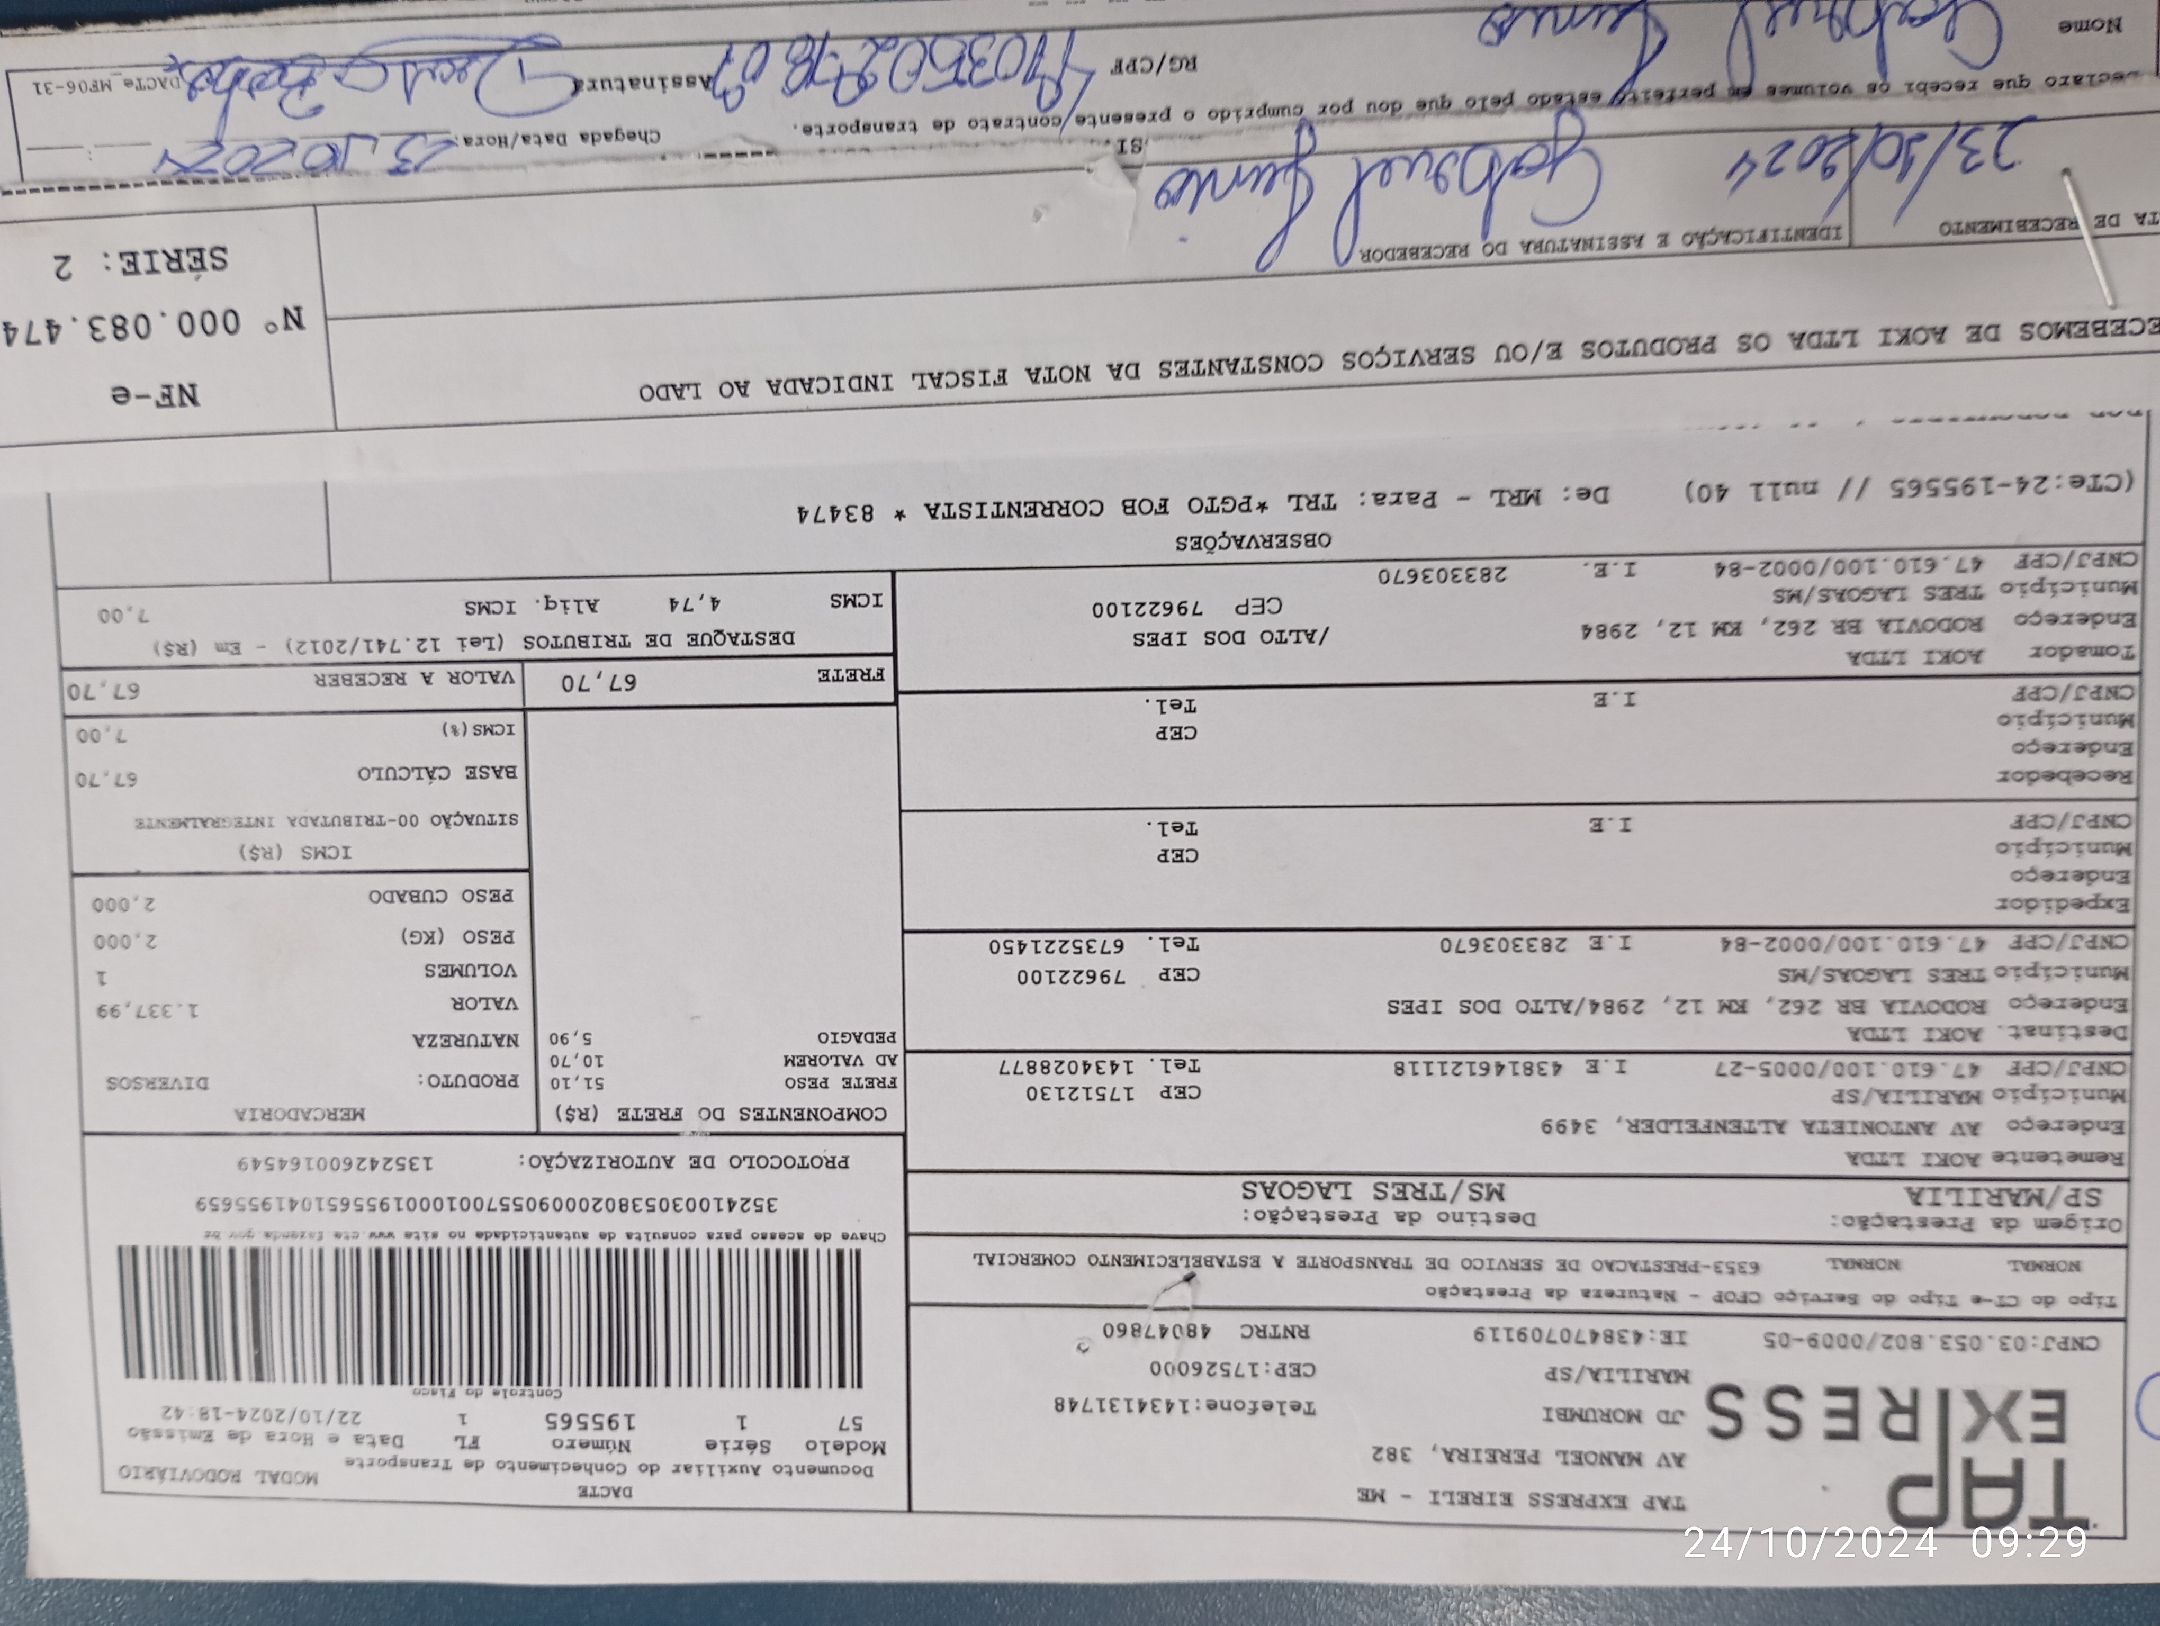 TAP
EXPRESS
TAP EXPRESS EIRELI - ME
AV MANOEL PEREIRA, 382
JD MORUMBI
MARILIA/SP
Telefone:1434131748
CEP:17526000
CNPJ:03.053.802/0009-05 IE:438470709119 RNTRC 48047860
DACTE
Documento Auxiliar do Conhecimento de Transporte
MODAL RODOVIÁRIO
Modelo Série Número FL Data e Hora de Emissão
57 1 195565 1 22/10/2024-18:42
Controle do Fisco
Tipo do CT-e Tipo do Serviço CFOP - Natureza da Prestação
NORMAL NORMAL 6353-PRESTACAO DE SERVICO DE TRANSPORTE A ESTABELECIMENTO COMERCIAL
Chave de acesso para consulta de autenticidade no site www.cte.fazenda.gov.br
35241003053802000905570010001955651041955659
PROTOCOLO DE AUTORIZAÇÃO: 135242600164549
Origem da Prestação: Destino da Prestação:
SP/MARILIA MS/TRES LAGOAS
Remetente AOKI LTDA
Endereço AV ANTONIETA ALTENFELDER, 3499
Município MARILIA/SP CEP 17512130
CNPJ/CPF 47.610.100/0005-27 I.E 438146121118 Tel. 1434028877
Destinat. AOKI LTDA
Endereço RODOVIA BR 262, KM 12, 2984/ALTO DOS IPES
Município TRES LAGOAS/MS CEP 79622100
CNPJ/CPF 47.610.100/0002-84 I.E 283303670 Tel. 6735221450
Expedidor
Endereço
Município CEP
CNPJ/CPF I.E Tel.
Recebedor
Endereço
Município CEP
CNPJ/CPF I.E Tel.
Tomador AOKI LTDA
Endereço RODOVIA BR 262, KM 12, 2984 /ALTO DOS IPES
Município TRES LAGOAS/MS CEP 79622100
CNPJ/CPF 47.610.100/0002-84 I.E. 283303670
COMPONENTES DO FRETE (R$)
FRETE PESO 51,10
AD VALOREM 10,70
PEDAGIO 5,90
MERCADORIA
PRODUTO: DIVERSOS
NATUREZA
VALOR 1.337,99
VOLUMES 1
PESO (KG) 2,000
PESO CUBADO 2,000
ICMS (R$)
SITUAÇÃO 00-TRIBUTADA INTEGRALMENTE
BASE CÁLCULO 67,70
ICMS(%) 7,00
FRETE 67,70 VALOR A RECEBER 67,70
DESTAQUE DE TRIBUTOS (Lei 12.741/2012) - Em (R$)
ICMS 4,74 Aliq. ICMS 7,00
OBSERVAÇÕES
(CTe:24-195565 // null 40) De: MRL - Para: TRL *PGTO FOB CORRENTISTA * 83474
ECEBEMOS DE AOKI LTDA OS PRODUTOS E/OU SERVIÇOS CONSTANTES DA NOTA FISCAL INDICADA AO LADO
NF-e
Nº 000.083.474
SÉRIE: 2
TA DE RECEBIMENTO IDENTIFICAÇÃO E ASSINATURA DO RECEBEDOR
23/10/2024 Gabriel Junio
Chegada Data/Hora: 23 10 2024
Declaro que recebi os volumes em perfeito estado pelo que dou por cumprido o presente contrato de transporte.
Nome Gabriel Junio RG/CPF Assinatura
DACTe_MF06-31
24/10/2024 09:29